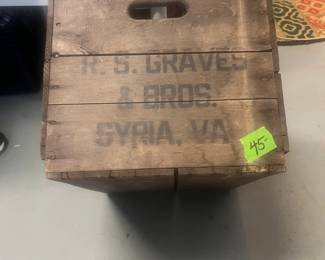 R. S. GRAVES
& BROS.
SYRIA, VA.
45-